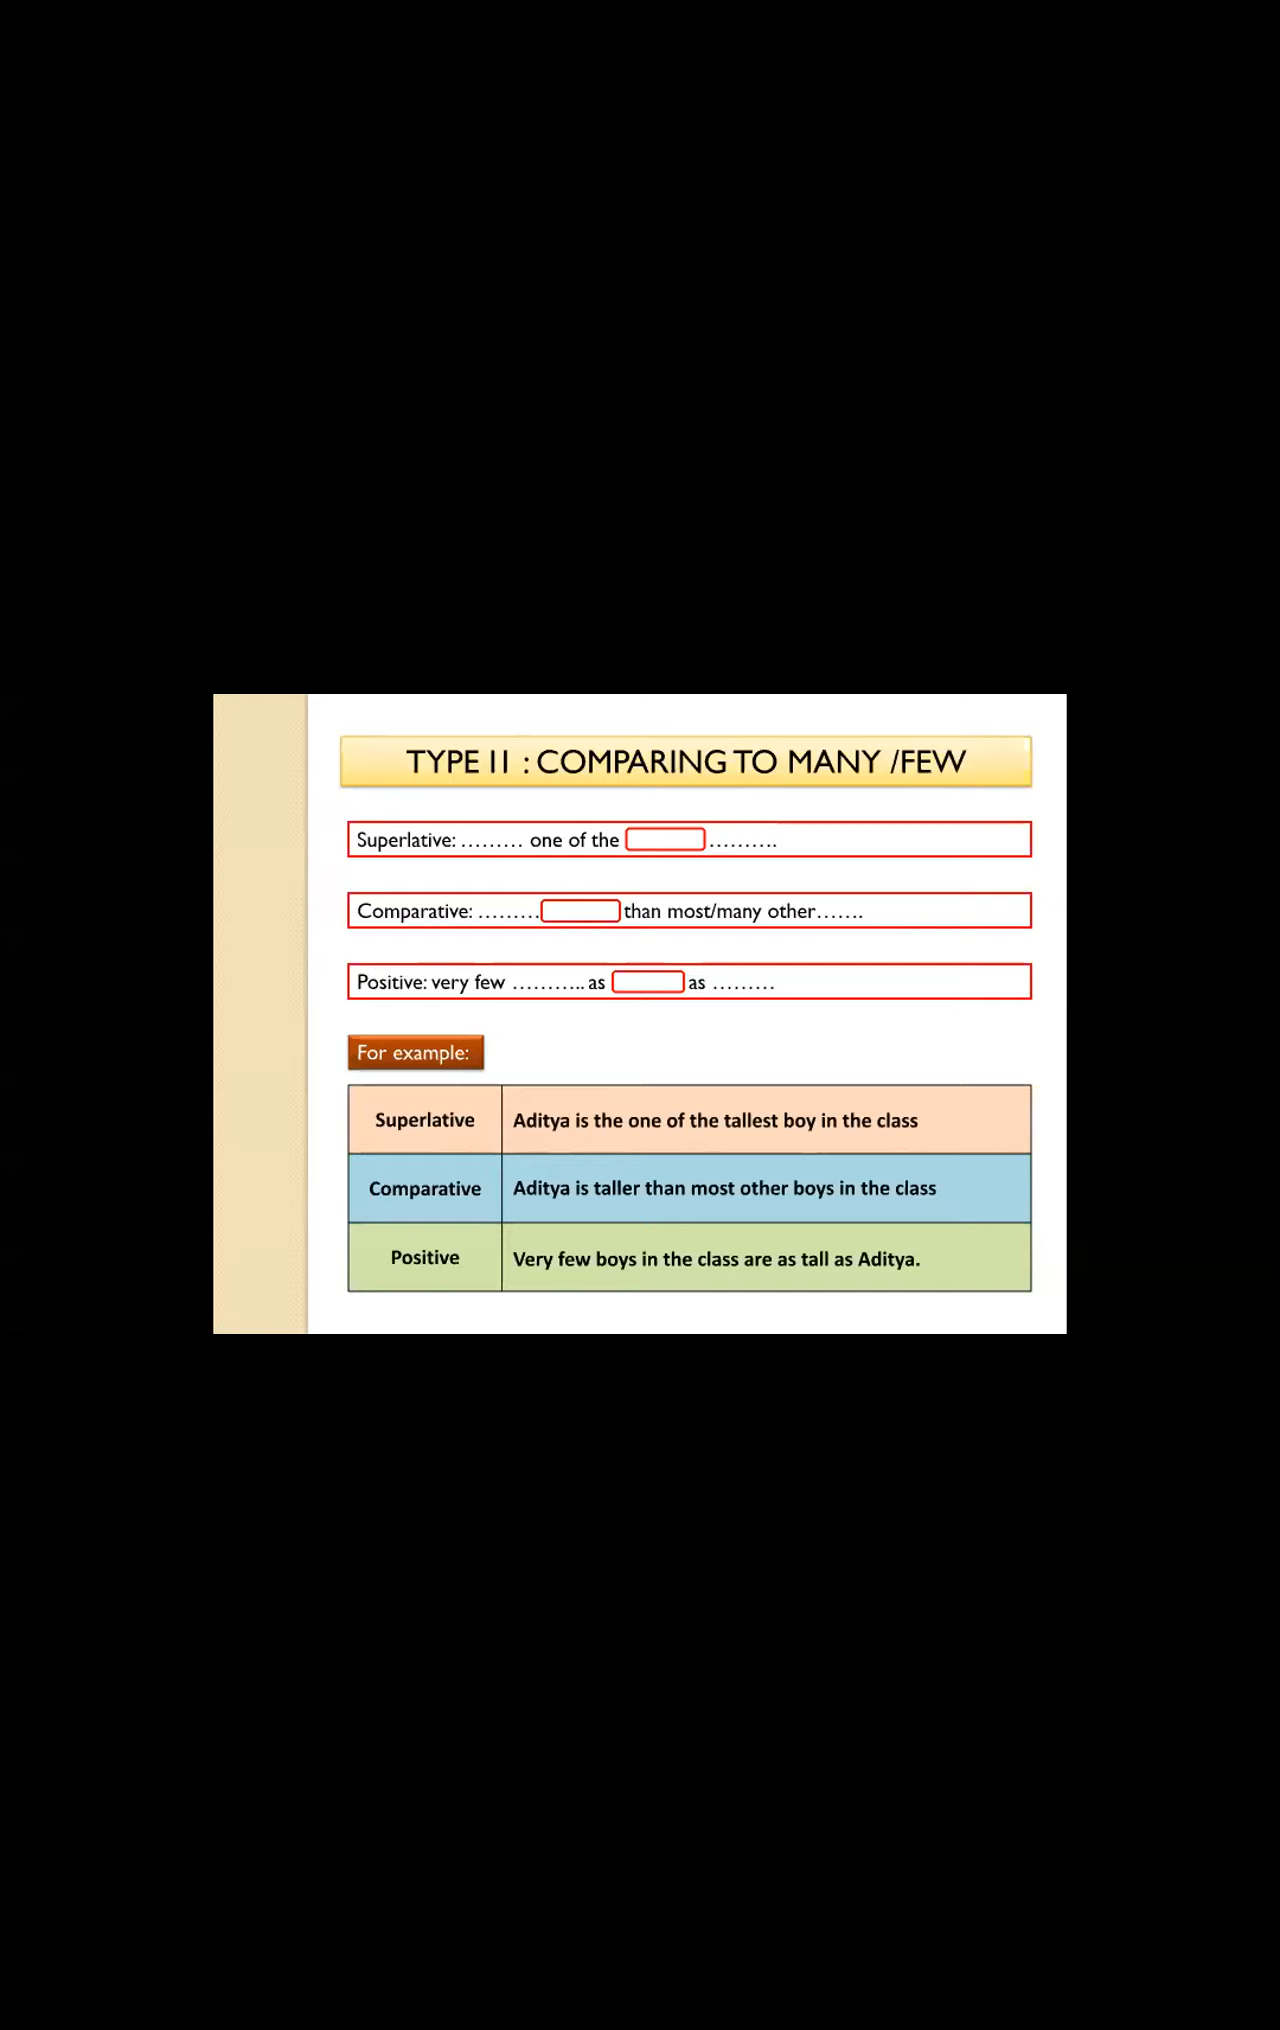 TYPE II : COMPARING TO MANY /FEW
Superlative: ......... one of the ..........
Comparative: ......... than most/many other.......
Positive: very few ........... as as .........
For example:
Superlative Aditya is the one of the tallest boy in the class
Comparative Aditya is taller than most other boys in the class
Positive Very few boys in the class are as tall as Aditya.